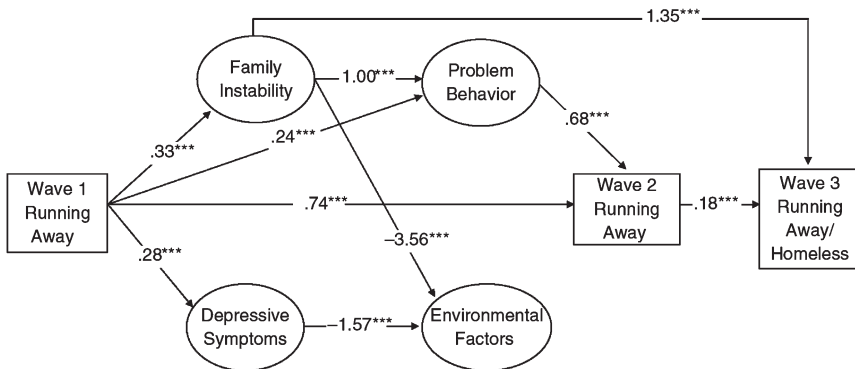 1.35***
Family
Instability
1.00***
Problem
Behavior
.33***
.24***
.68***
Wave 1
Running
Away
.74***
Wave 2
Running
Away
.18***
Wave 3
Running
Away/
Homeless
–3.56***
.28***
Depressive
Symptoms
–1.57***
Environmental
Factors